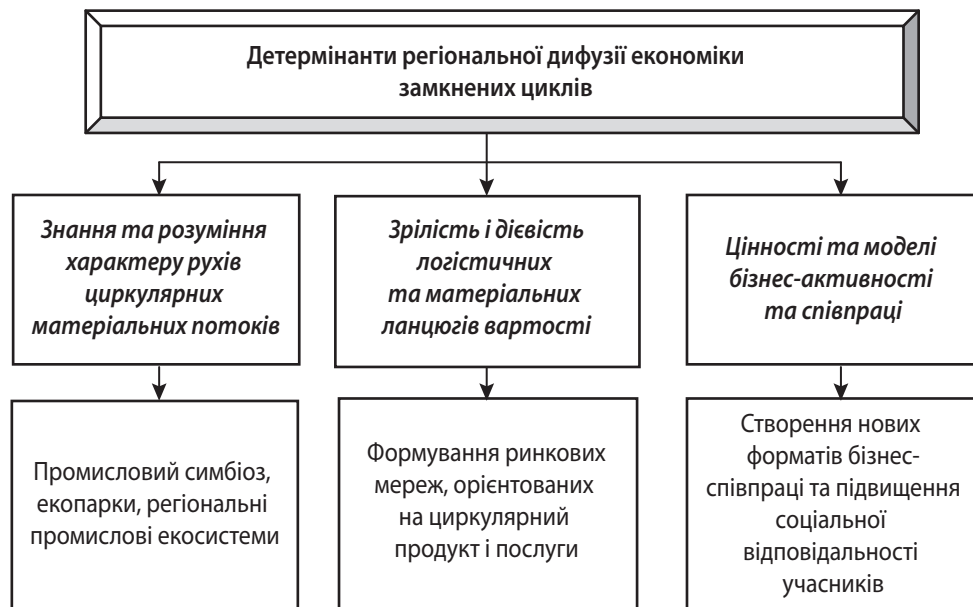 Детермінанти регіональної дифузії економіки
замкнених циклів
Знання та розуміння
характеру рухів
циркулярних
матеріальних потоків
Зрілість і дієвість
логістичних
та матеріальних
ланцюгів вартості
Цінності та моделі
бізнес-активності
та співпраці
Промисловий симбіоз,
екопарки, регіональні
промислові екосистеми
Формування ринкових
мереж, орієнтованих
на циркулярний
продукт і послуги
Створення нових
форматів бізнес-
співпраці та підвищення
соціальної
відповідальності
учасників